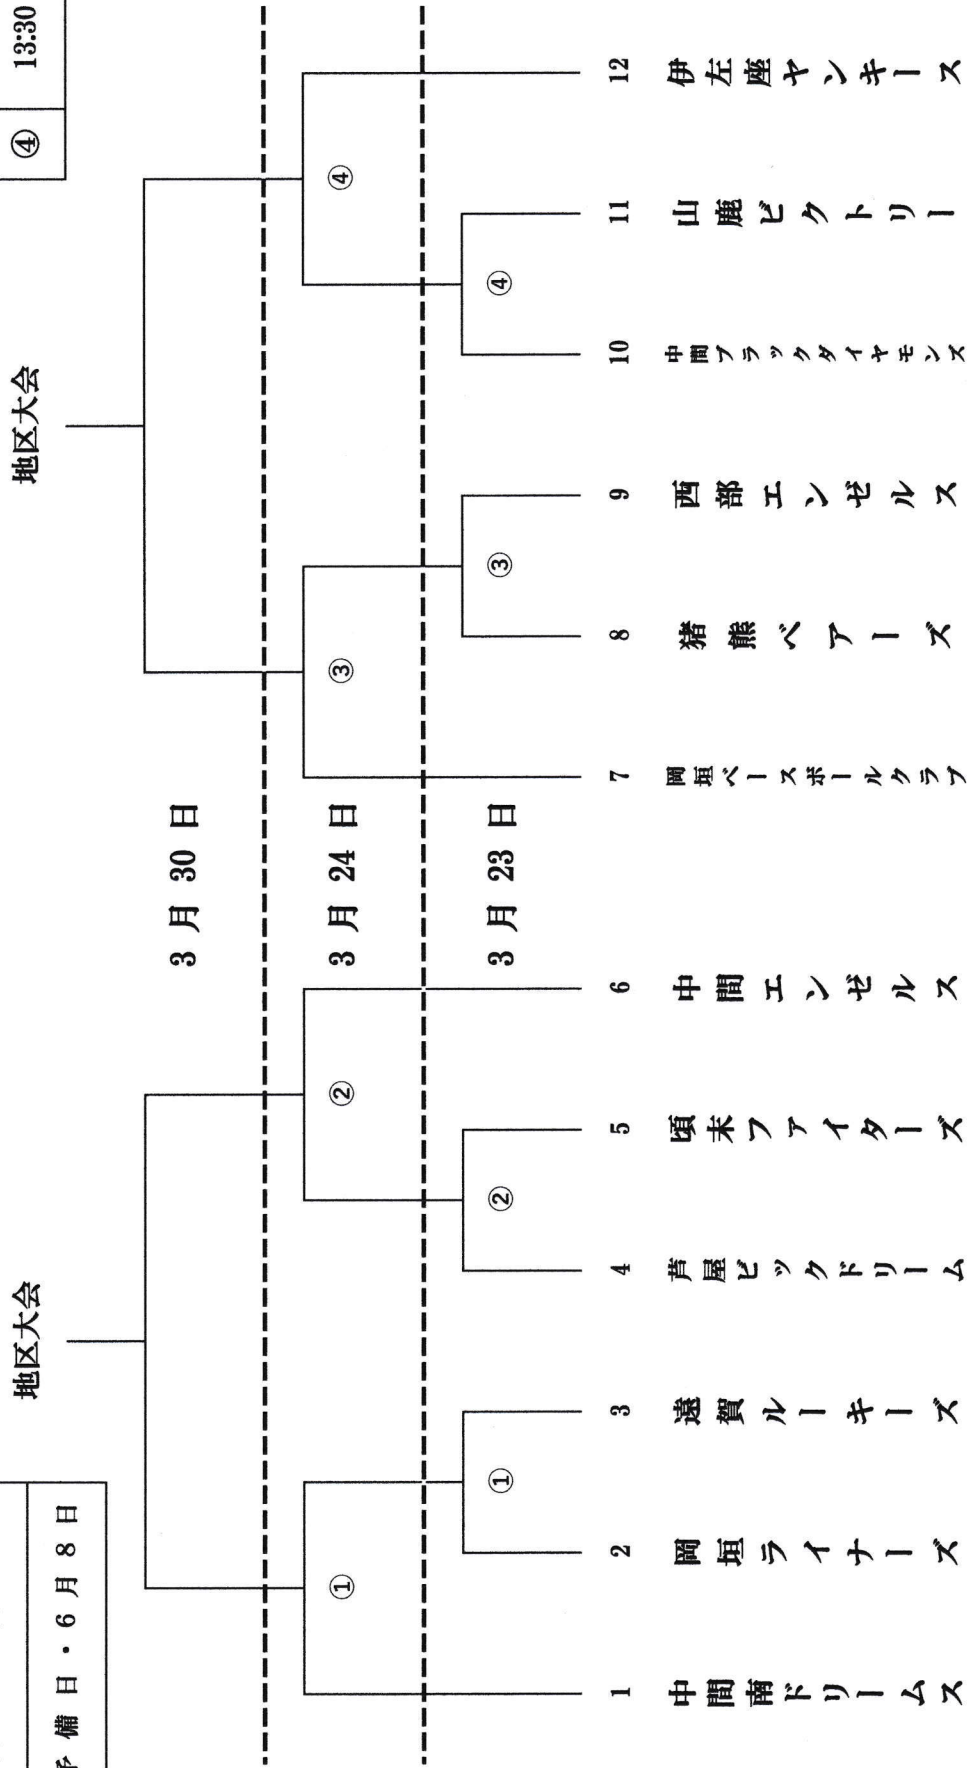 ④ 13:30
予備日・6月8日
地区大会
地区大会
3月30日
3月24日
① ② ③ ④
3月23日
① ② ③ ④
1 中間南ドリームス
2 岡垣ライナーズ
3 遠賀ルーキーズ
4 芦屋ビックドリーム
5 頃末ファイターズ
6 中間エンゼルス
7 岡垣ベースボールクラブ
8 猪熊ベアーズ
9 西部エンゼルス
10 中間ブラックダイヤモンズ
11 山鹿ビクトリー
12 伊左座ヤンキース